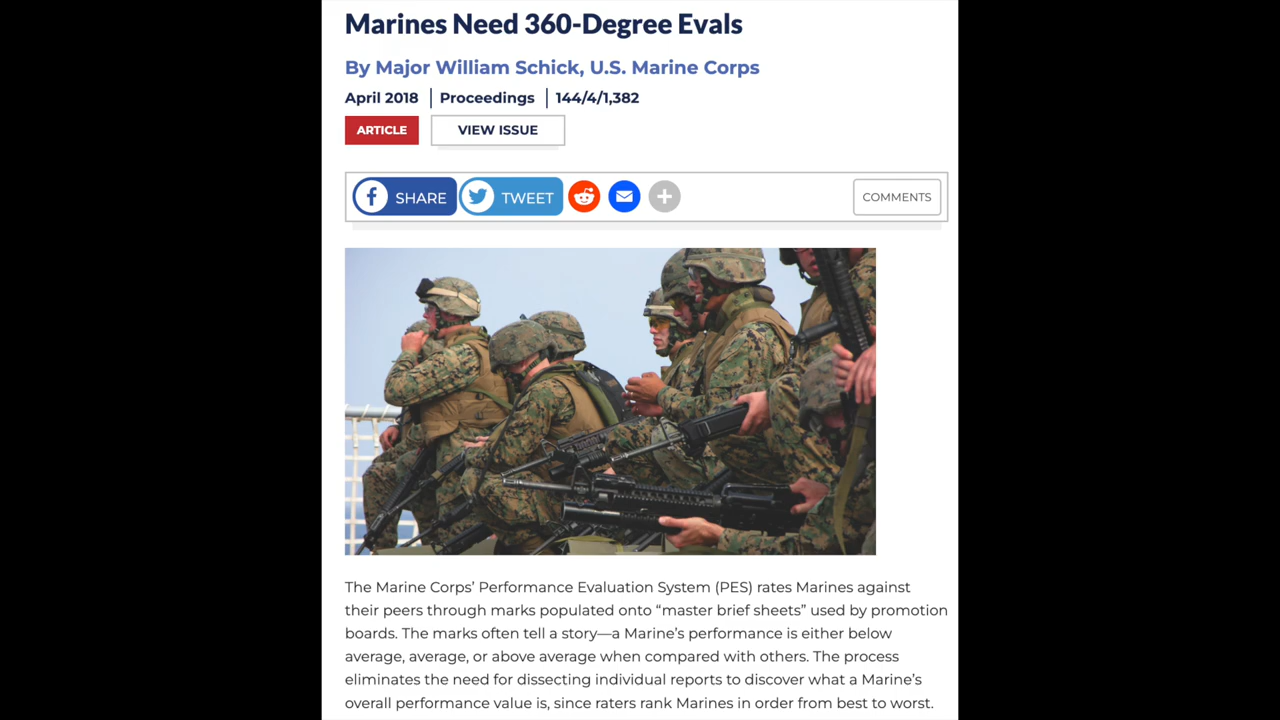 Marines Need 360-Degree Evals
By Major William Schick, U.S. Marine Corps
April 2018 | Proceedings | 144/4/1,382
ARTICLE VIEW ISSUE
SHARE TWEET COMMENTS
The Marine Corps’ Performance Evaluation System (PES) rates Marines against
their peers through marks populated onto “master brief sheets” used by promotion
boards. The marks often tell a story—a Marine’s performance is either below
average, average, or above average when compared with others. The process
eliminates the need for dissecting individual reports to discover what a Marine’s
overall performance value is, since raters rank Marines in order from best to worst.